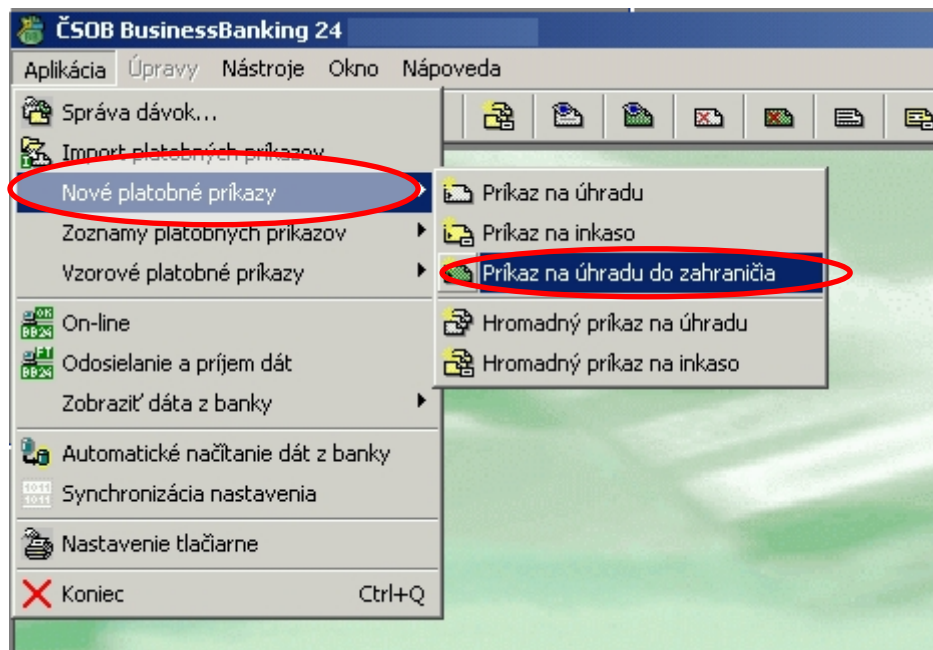 ČSOB BusinessBanking 24
Aplikácia Úpravy Nástroje Okno Nápoveda
Správa dávok...
Import platobných príkazov
Nové platobné príkazy
Zoznamy platobných príkazov
Vzorové platobné príkazy
On-line
Odosielanie a príjem dát
Zobraziť dáta z banky
Automatické načítanie dát z banky
Synchronizácia nastavenia
Nastavenie tlačiarne
Koniec Ctrl+Q
Príkaz na úhradu
Príkaz na inkaso
Príkaz na úhradu do zahraničia
Hromadný príkaz na úhradu
Hromadný príkaz na inkaso